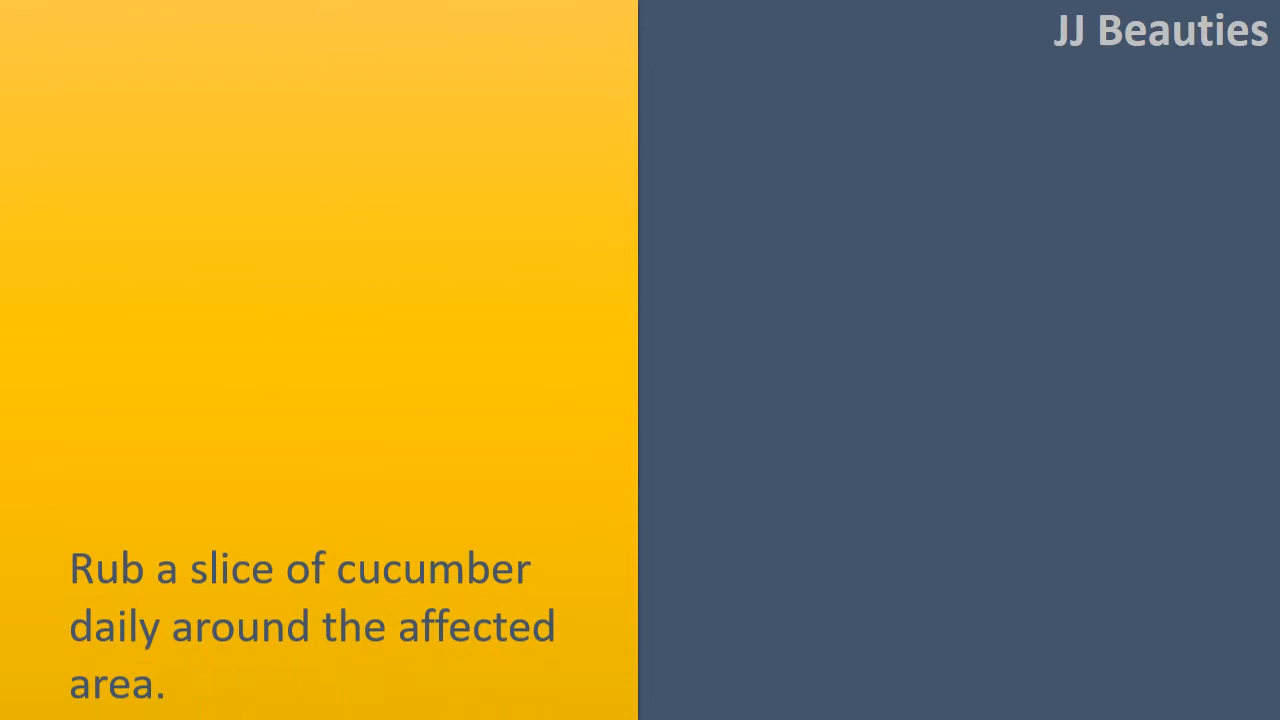 JJ Beauties
Rub a slice of cucumber
daily around the affected
area.